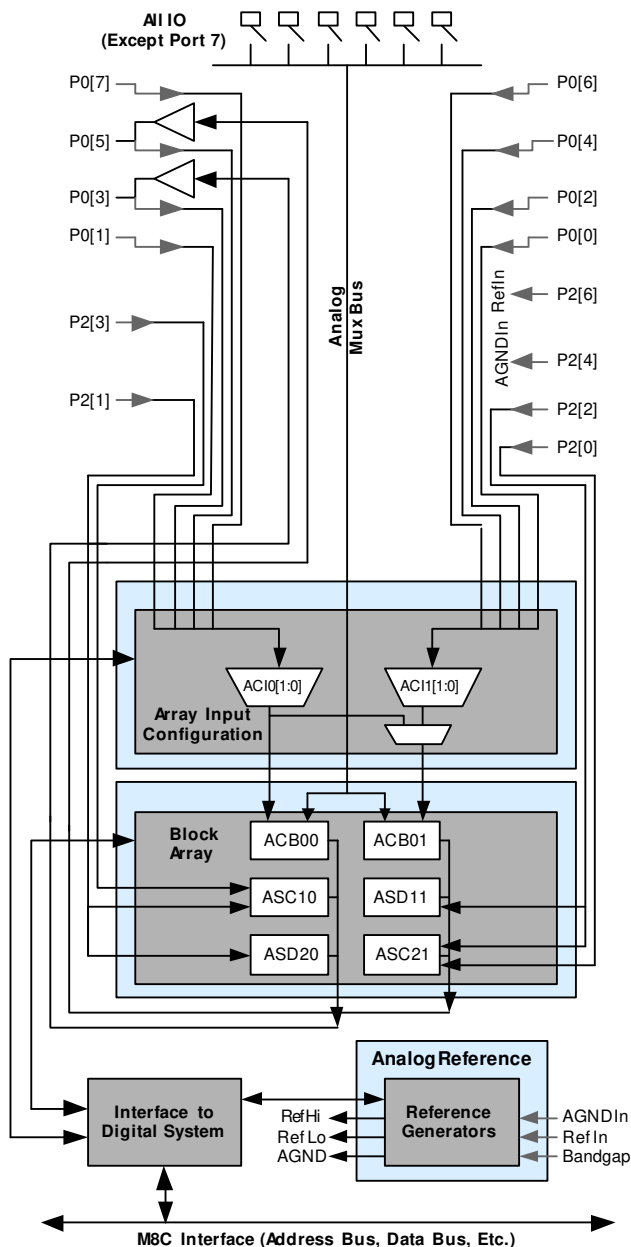 All IO
(Except Port 7)
P0[7]
P0[5]
P0[3]
P0[1]
P2[3]
P2[1]
P0[6]
P0[4]
P0[2]
P0[0]
P2[6]
P2[4]
P2[2]
P2[0]
AGNDIn RefIn
Analog
Mux Bus
ACI0[1:0]
ACI1[1:0]
Array Input
Configuration
Block
Array
ACB00
ACB01
ASC10
ASD11
ASD20
ASC21
Analog Reference
Interface to
Digital System
Reference
Generators
RefHi
RefLo
AGND
AGNDIn
RefIn
Bandgap
M8C Interface (Address Bus, Data Bus, Etc.)